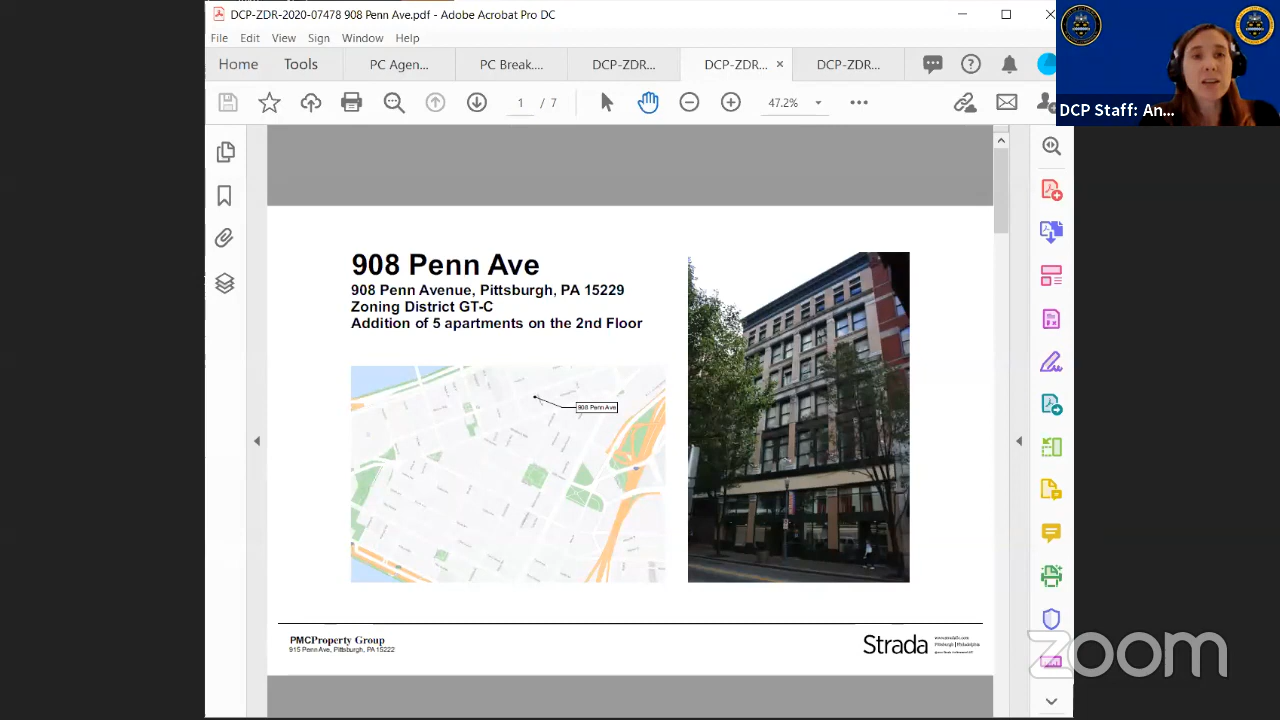 DCP-ZDR-2020-07478 908 Penn Ave.pdf - Adobe Acrobat Pro DC
File Edit View Sign Window Help
Home Tools PC Agen... PC Break.... DCP-ZDR... DCP-ZDR... × DCP-ZDR...
1 / 7 47.2%
DCP Staff: An...
908 Penn Ave
908 Penn Avenue, Pittsburgh, PA 15229
Zoning District GT-C
Addition of 5 apartments on the 2nd Floor
908 Penn Ave
PMCProperty Group
915 Penn Ave, Pittsburgh, PA 15222
Strada
zoom